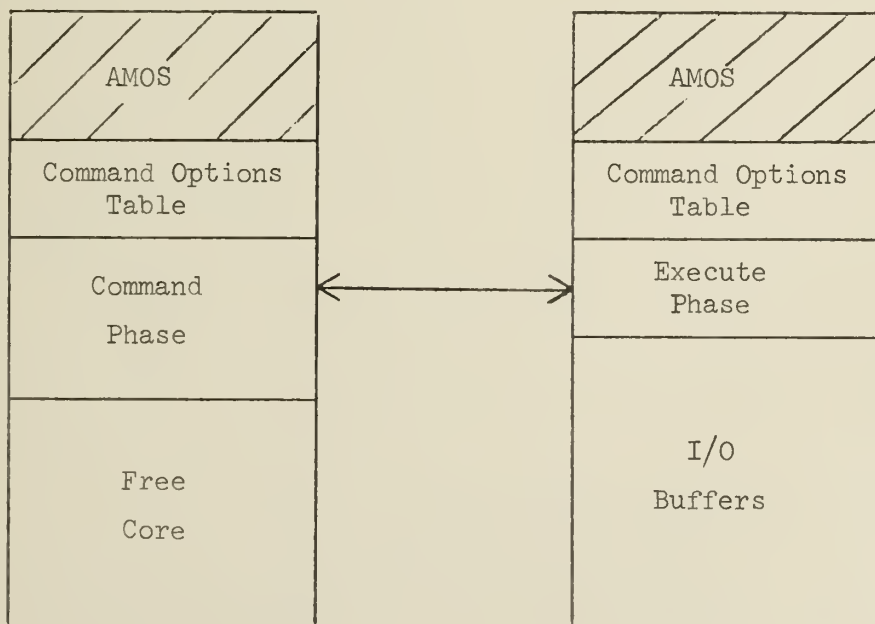 AMOS
Command Options
Table
Command
Phase
Free
Core
AMOS
Command Options
Table
Execute
Phase
I/O
Buffers